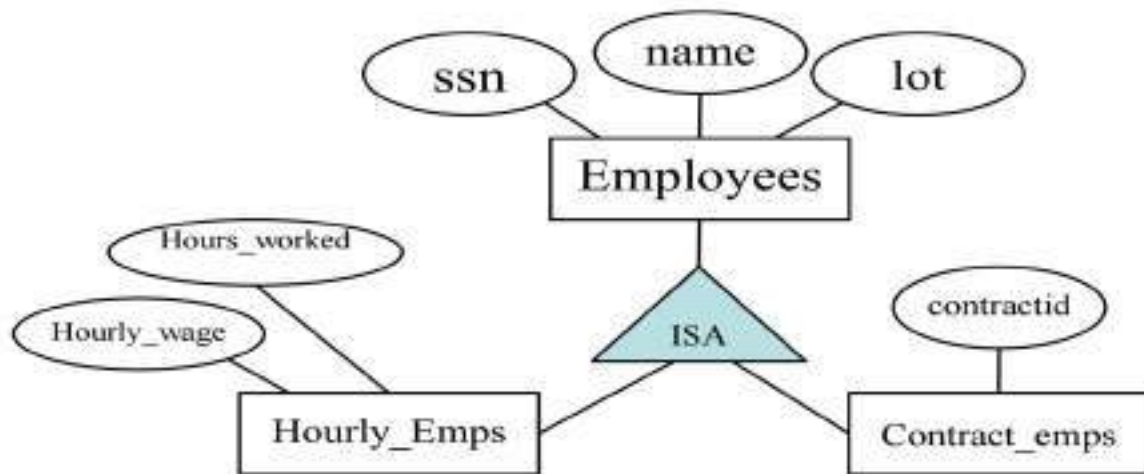 ssn
name
lot
Employees
Hours_worked
Hourly_wage
ISA
contractid
Hourly_Emps
Contract_emps